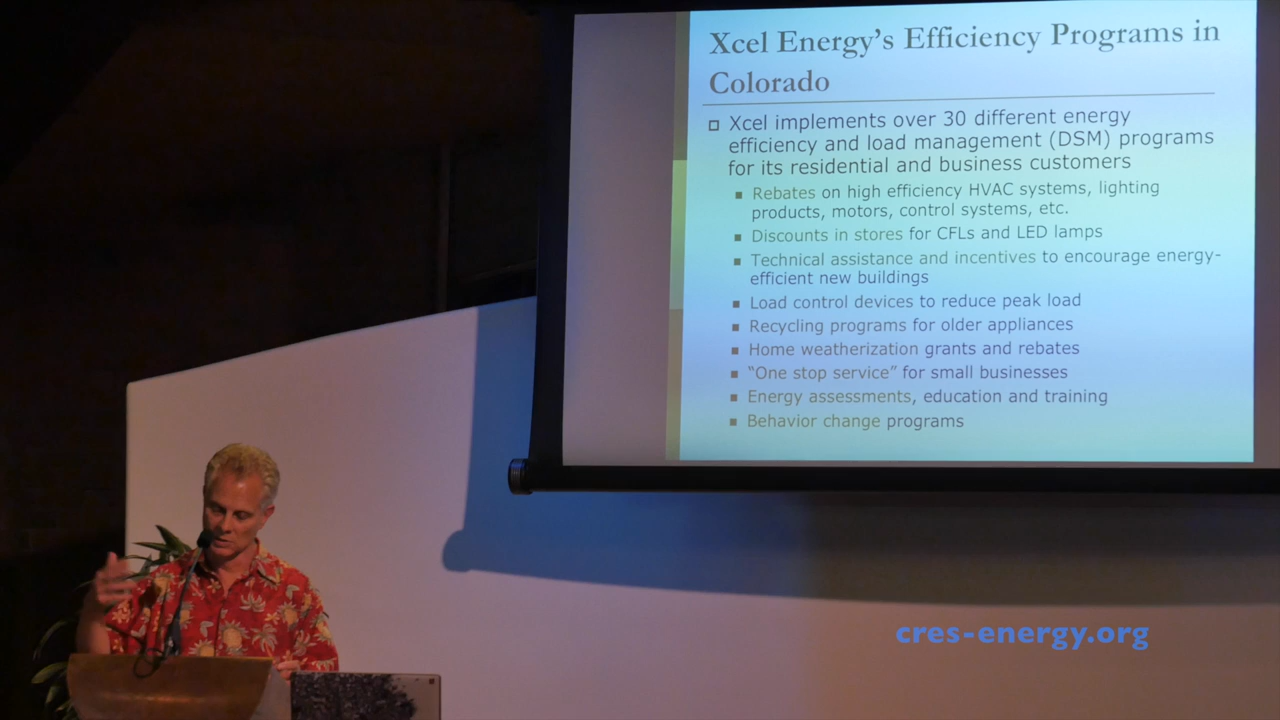 Xcel Energy's Efficiency Programs in
Colorado
Xcel implements over 30 different energy
efficiency and load management (DSM) programs
for its residential and business customers
Rebates on high efficiency HVAC systems, lighting
products, motors, control systems, etc.
Discounts in stores for CFLs and LED lamps
Technical assistance and incentives to encourage energy-
efficient new buildings
Load control devices to reduce peak load
Recycling programs for older appliances
Home weatherization grants and rebates
“One stop service” for small businesses
Energy assessments, education and training
Behavior change programs
cres-energy.org